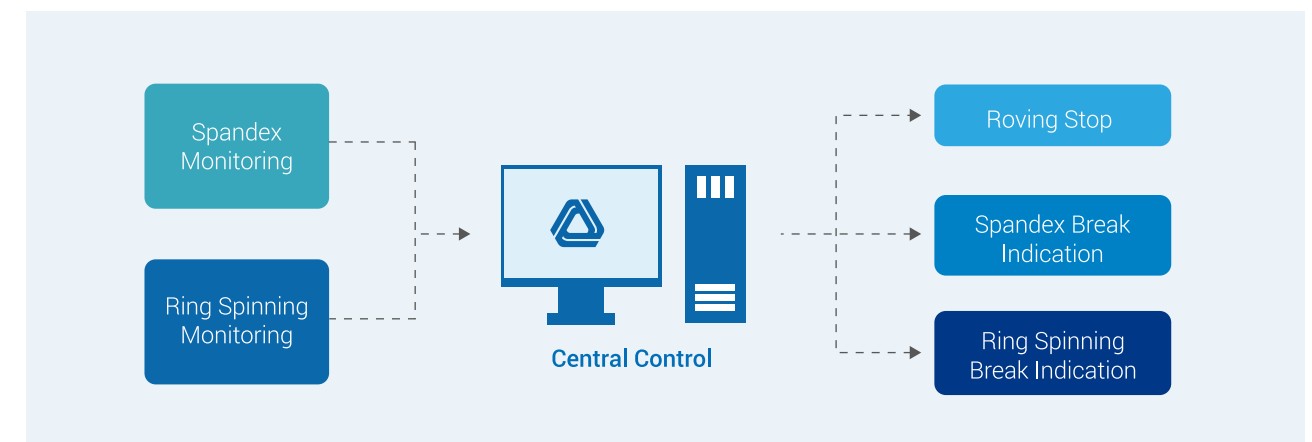 Spandex
Monitoring
Ring Spinning
Monitoring
Central Control
Roving Stop
Spandex Break
Indication
Ring Spinning
Break Indication